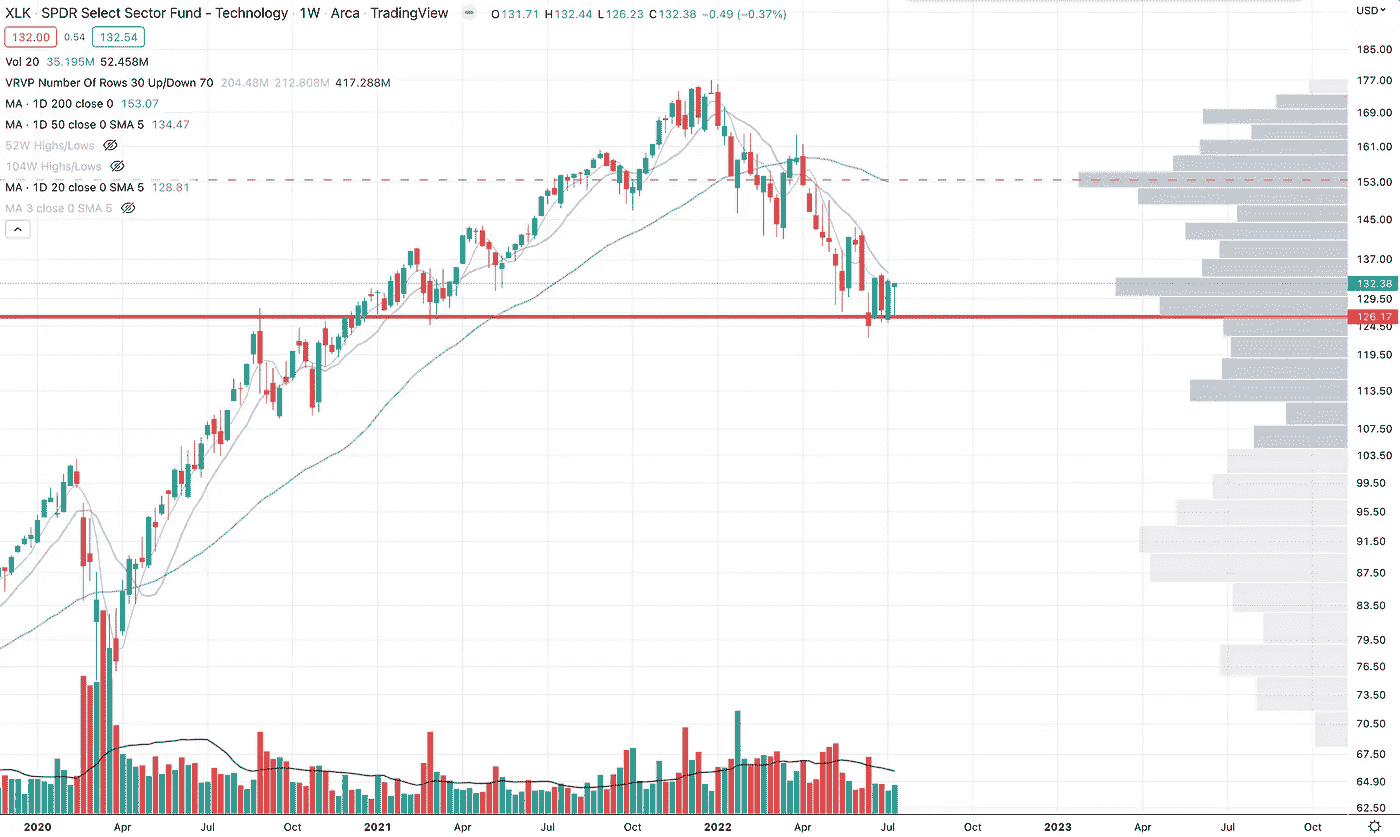 XLK · SPDR Select Sector Fund - Technology · 1W · Arca · TradingView O131.71 H132.44 L126.23 C132.38 −0.49 (−0.37%)
USD
132.00 0.54 132.54
Vol 20 35.195M 52.458M
VRVP Number Of Rows 30 Up/Down 70 204.48M 212.808M 417.288M
MA · 1D 200 close 0 153.07
MA · 1D 50 close 0 SMA 5 134.47
52W Highs/Lows
104W Highs/Lows
MA · 1D 20 close 0 SMA 5 128.81
MA 3 close 0 SMA 5
185.00
177.00
169.00
161.00
153.00
145.00
137.00
132.38
129.50
126.17
124.50
119.50
113.50
107.50
103.50
99.50
95.50
91.50
87.50
83.50
79.50
76.50
73.50
70.50
67.50
64.90
62.50
2020 Apr Jul Oct 2021 Apr Jul Oct 2022 Apr Jul Oct 2023 Apr Jul Oct